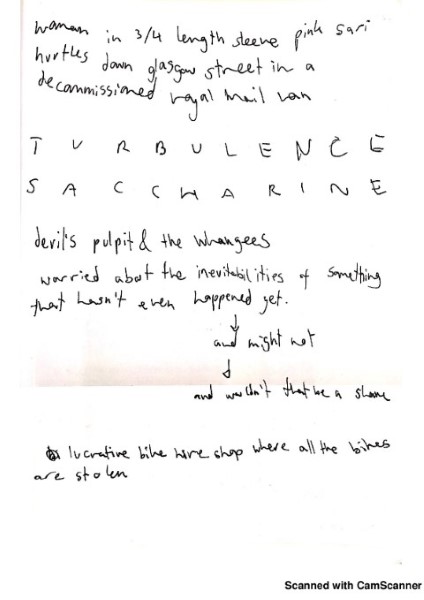 woman in 3/4 length sleeve pink sari
hurtles down glasgow street in a
decommissioned royal mail van
TURBULENCE
SACCHARINE
devil's pulpit & the whangees
worried about the inevitabilities of something
that hasn't even happened yet.
and might not
and wouldn't that be a shame
lucrative bike hire shop where all the bikes
are stolen
Scanned with CamScanner